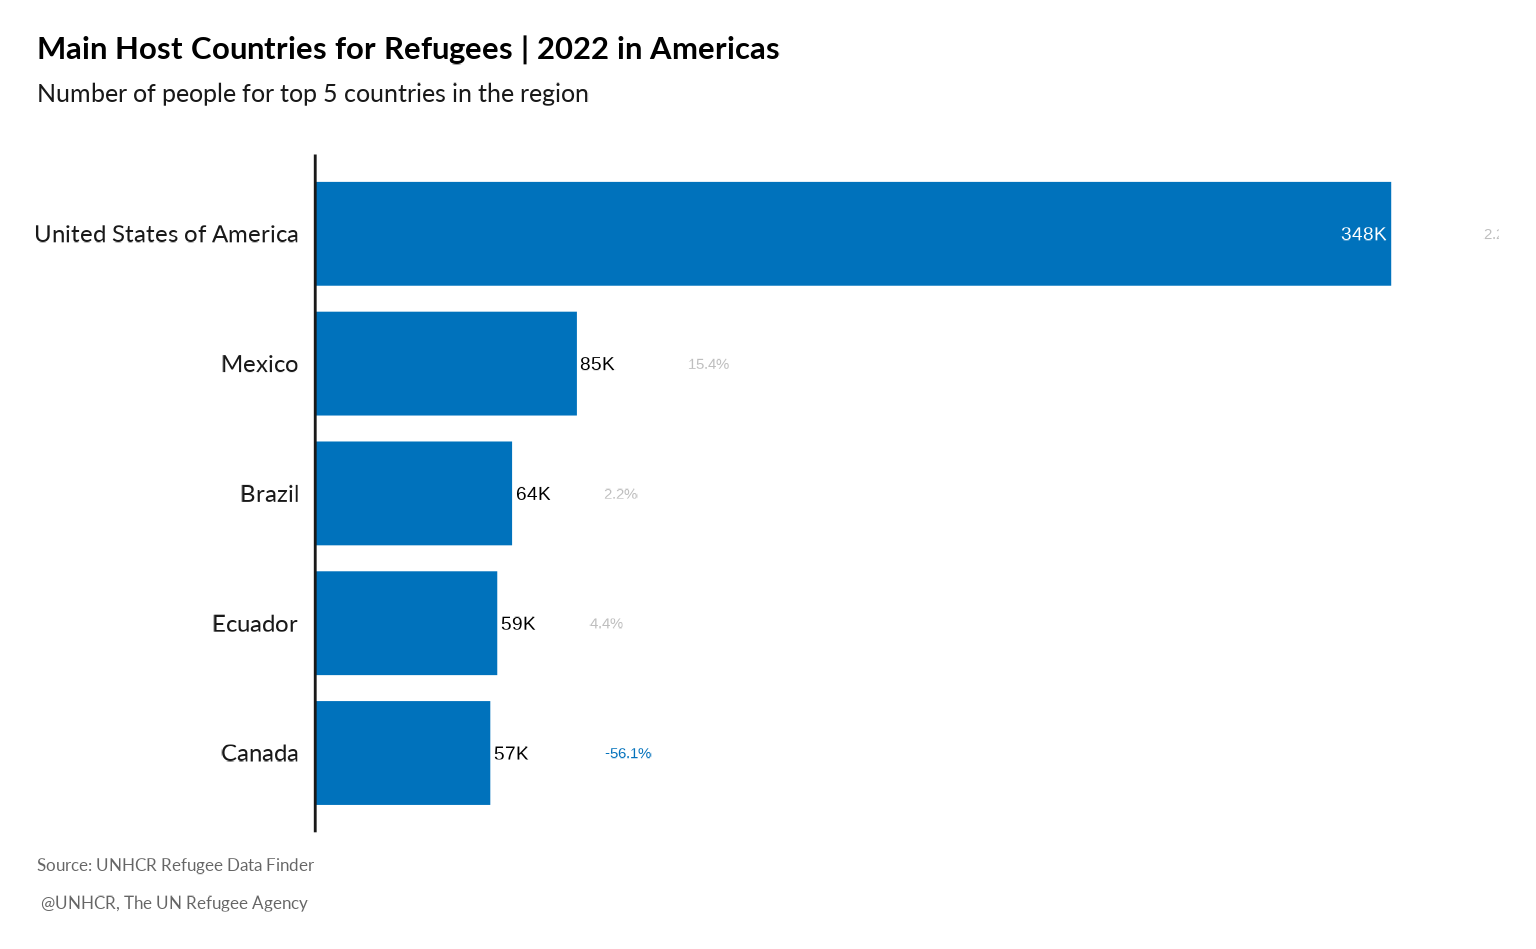 Main Host Countries for Refugees | 2022 in Americas
Number of people for top 5 countries in the region
United States of America 348K
Mexico 85K 15.4%
Brazil 64K 2.2%
Ecuador 59K 4.4%
Canada 57K -56.1%
Source: UNHCR Refugee Data Finder
@UNHCR, The UN Refugee Agency